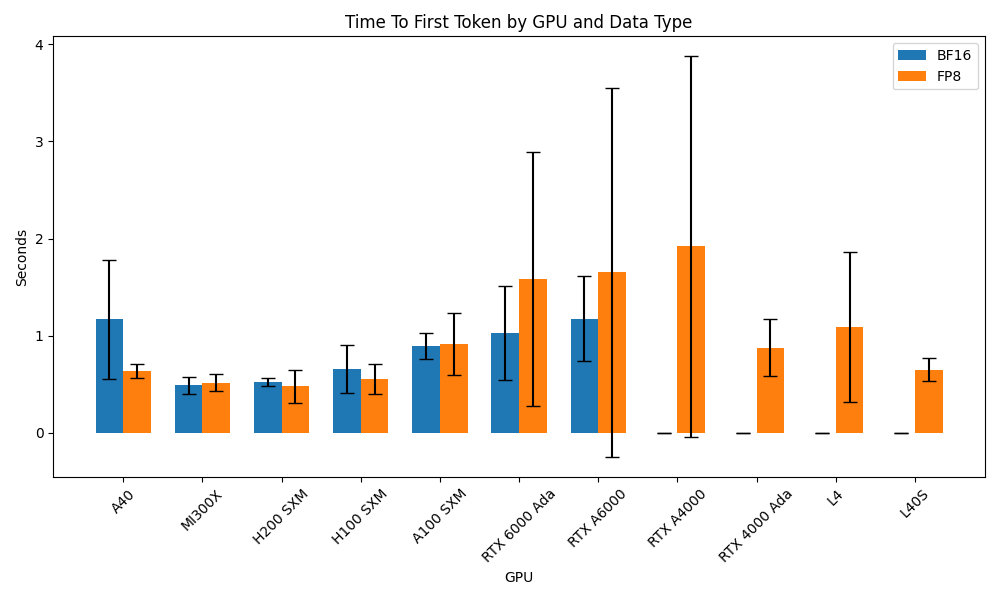 Time To First Token by GPU and Data Type
BF16
FP8
Seconds
4
3
2
1
0
A40
MI300X
H200 SXM
H100 SXM
A100 SXM
RTX 6000 Ada
RTX A6000
RTX A4000
RTX 4000 Ada
L4
L40S
GPU